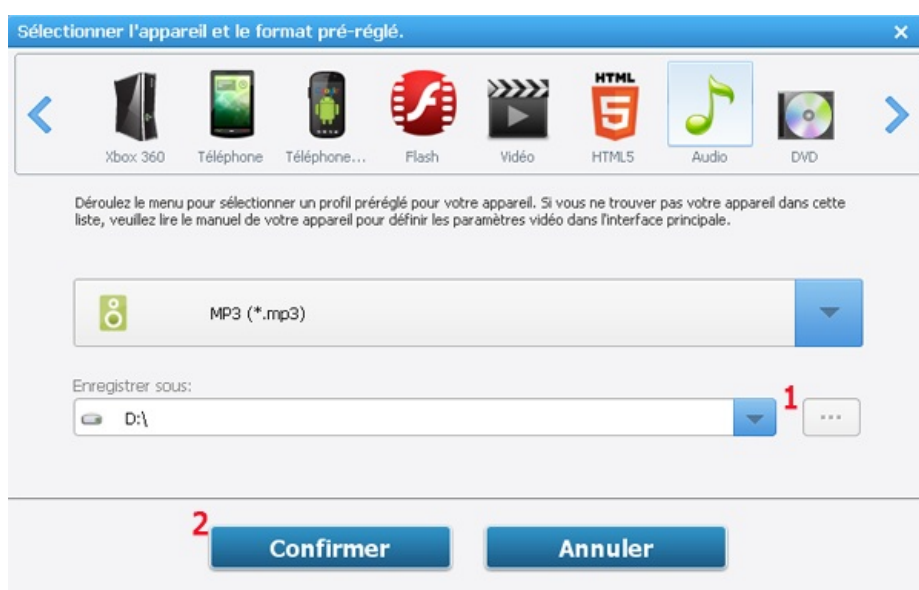 Sélectionner l'appareil et le format pré-réglé.
HTML
5
Xbox 360 Téléphone Téléphone... Flash Vidéo HTML5 Audio DVD
Déroulez le menu pour sélectionner un profil préréglé pour votre appareil. Si vous ne trouver pas votre appareil dans cette
liste, veuillez lire le manuel de votre appareil pour définir les paramètres vidéo dans l'interface principale.
MP3 (*.mp3)
Enregistrer sous:
D:\
1
...
2
Confirmer Annuler